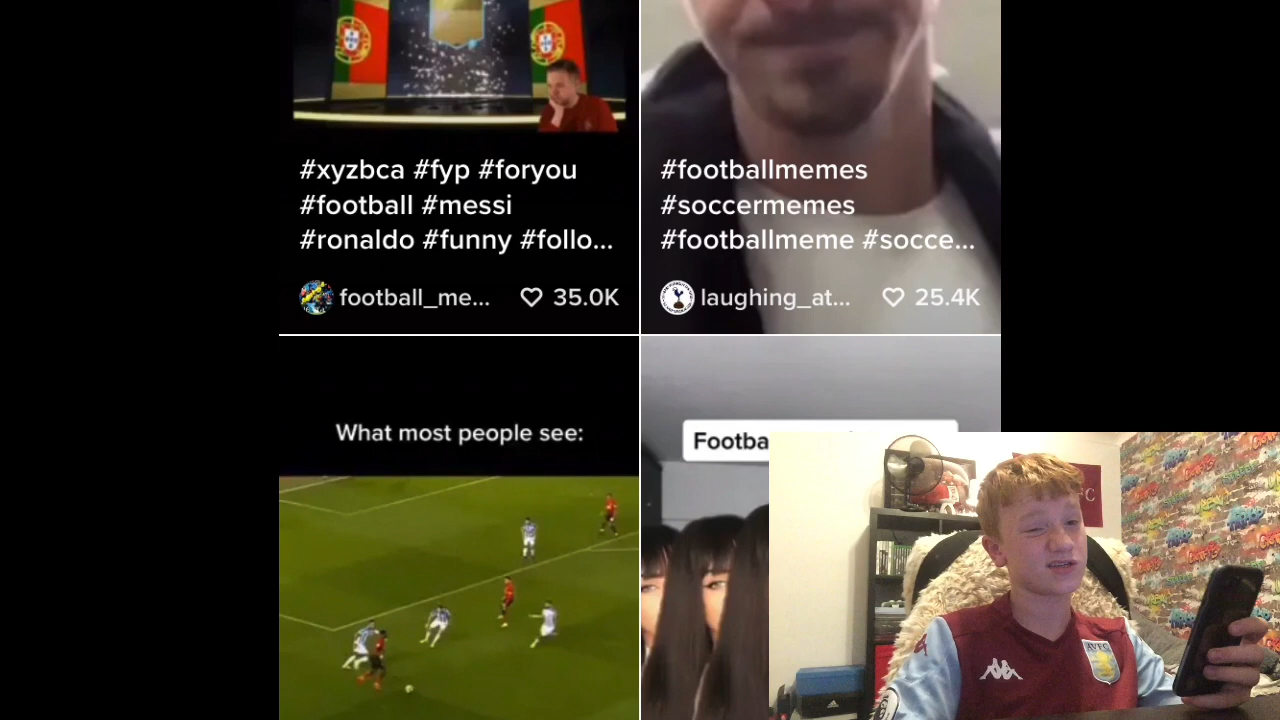 #xyzbca #fyp #foryou
#football #messi
#ronaldo #funny #follo...
football_me...
35.0K
#footballmemes
#soccermemes
#footballmeme #socce...
laughing_at...
25.4K
What most people see:
Footba
AVFC